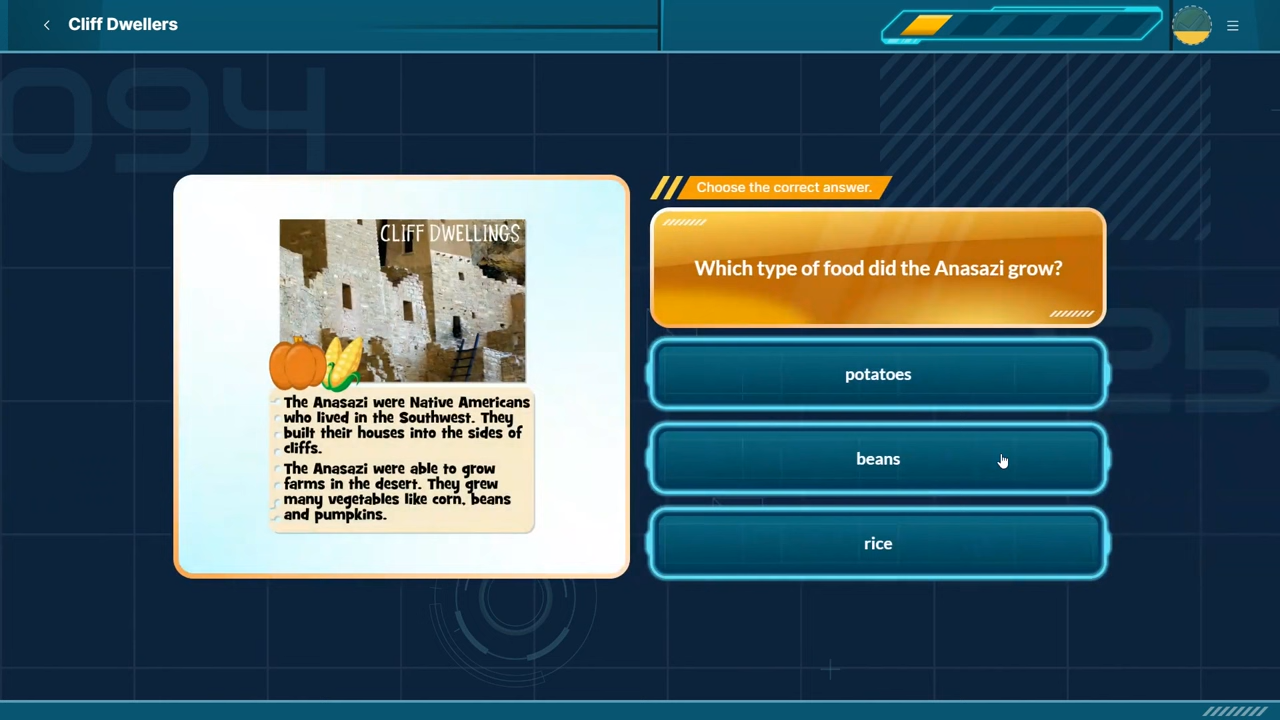 Cliff Dwellers
094
Choose the correct answer.
Which type of food did the Anasazi grow?
CLIFF DWELLINGS
The Anasazi were Native Americans
who lived in the Southwest. They
built their houses into the sides of
cliffs.
The Anasazi were able to grow
farms in the desert. They grew
many vegetables like corn, beans
and pumpkins.
potatoes
beans
rice
25